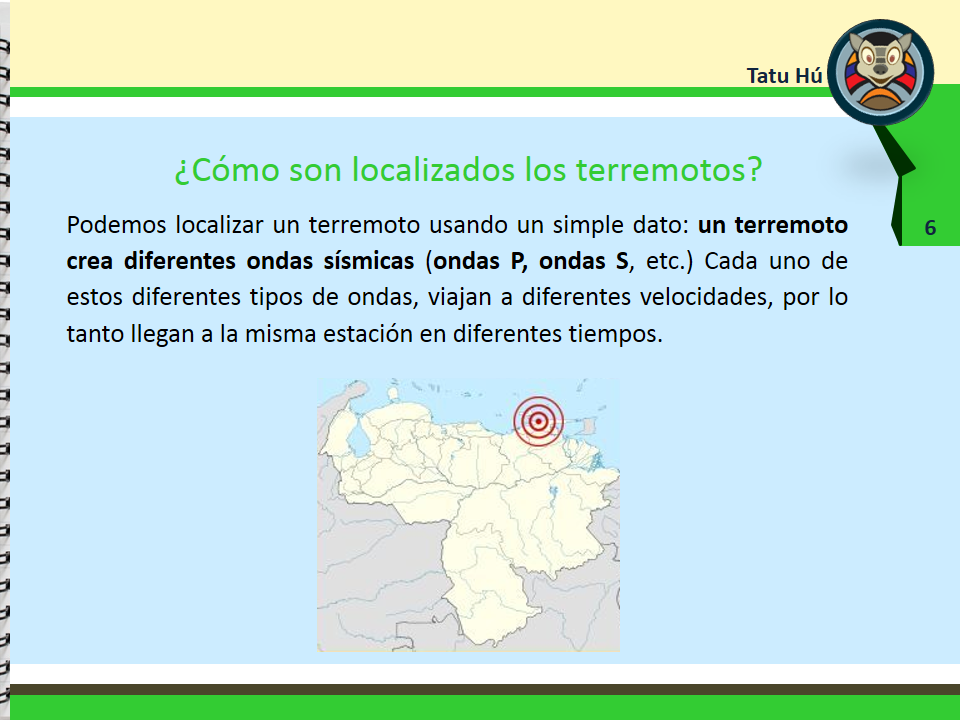 Tatu Hú
¿Cómo son localizados los terremotos?
Podemos localizar un terremoto usando un simple dato: un terremoto
crea diferentes ondas sísmicas (ondas P, ondas S, etc.) Cada uno de
estos diferentes tipos de ondas, viajan a diferentes velocidades, por lo
tanto llegan a la misma estación en diferentes tiempos.
6